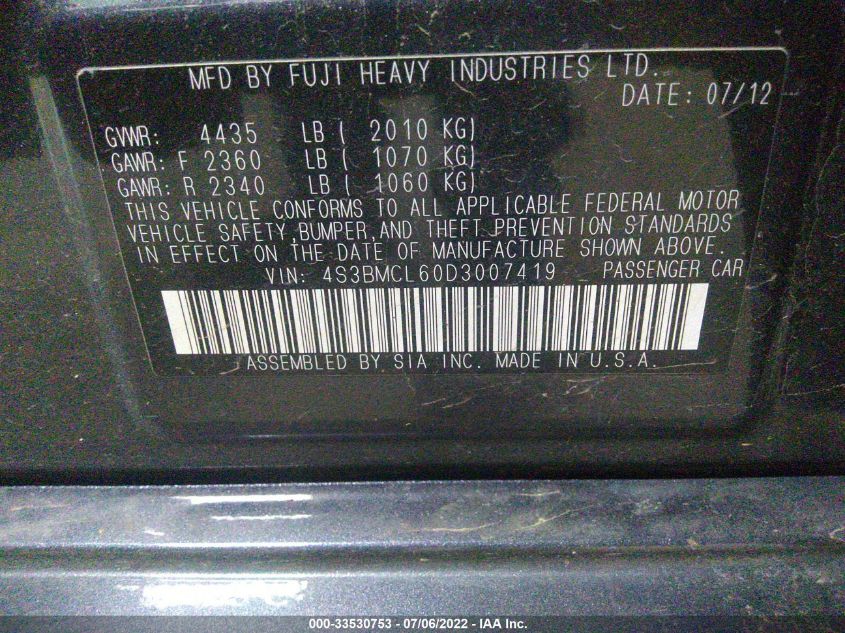 MFD BY FUJI HEAVY INDUSTRIES LTD.
DATE: 07/12
GVWR: 4435 LB ( 2010 KG)
GAWR: F 2360 LB ( 1070 KG)
GAWR: R 2340 LB ( 1060 KG)
THIS VEHICLE CONFORMS TO ALL APPLICABLE FEDERAL MOTOR
VEHICLE SAFETY,BUMPER,AND THEFT PREVENTION STANDARDS
IN EFFECT ON THE DATE OF MANUFACTURE SHOWN ABOVE.
VIN: 4S3BMCL60D3007419 PASSENGER CAR
ASSEMBLED BY SIA INC. MADE IN U.S.A.
000-33530753 - 07/06/2022 - IAA Inc.